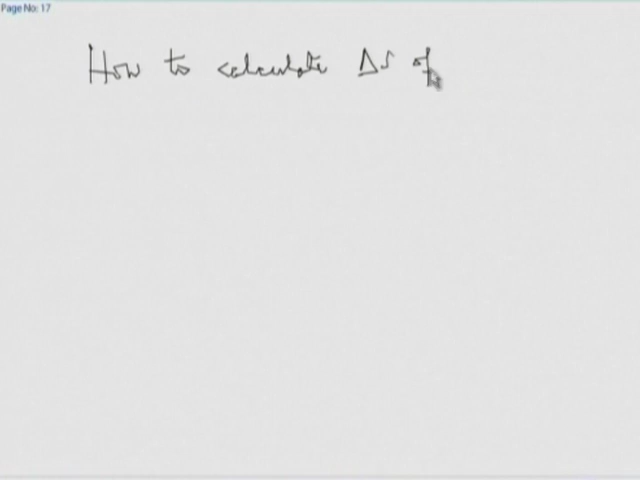 Page No: 17
How to calculate ΔS of